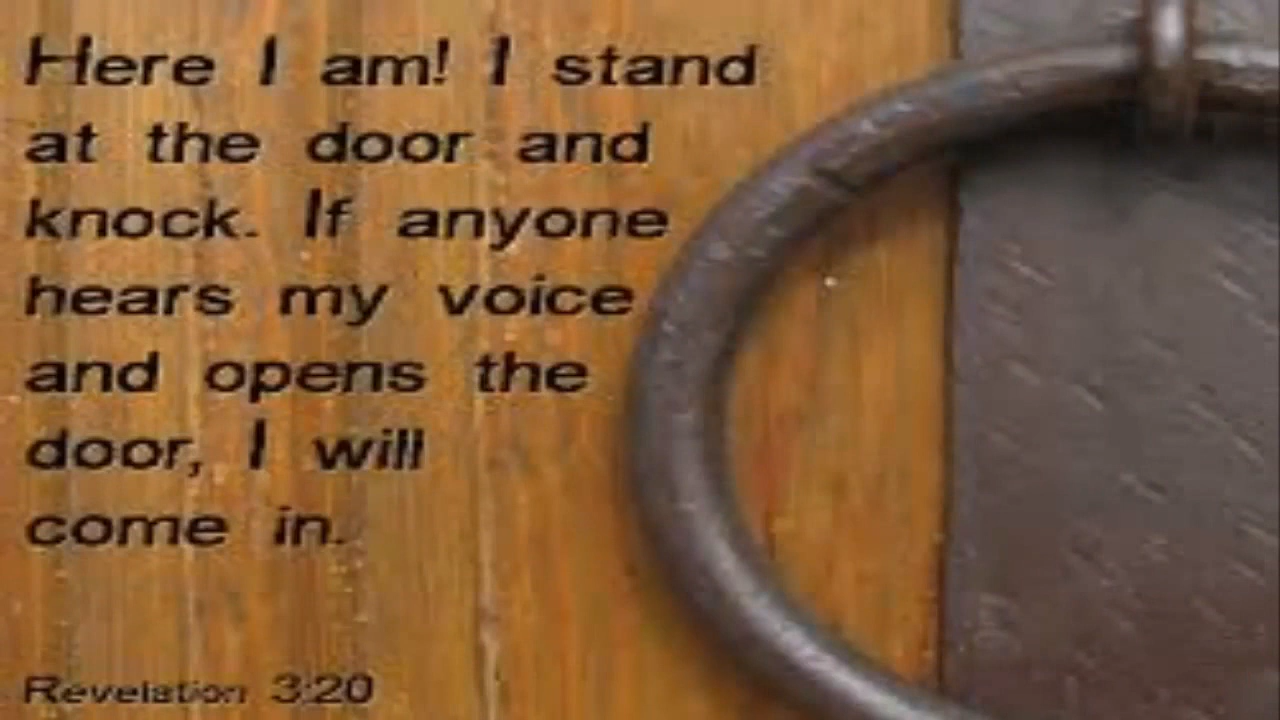 Here I am! I stand
at the door and
knock. If anyone
hears my voice
and opens the
door, I will
come in.
Revelation 3:20